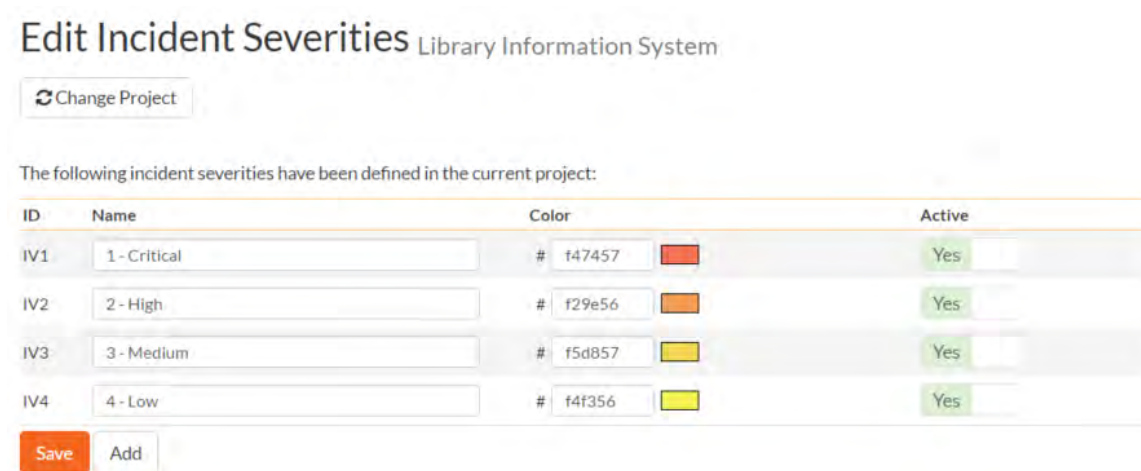 Edit Incident Severities Library Information System
Change Project
The following incident severities have been defined in the current project:
ID Name Color Active
IV1 1 - Critical # f47457 Yes
IV2 2 - High # f29e56 Yes
IV3 3 - Medium # f5d857 Yes
IV4 4 - Low # f4f356 Yes
Save Add